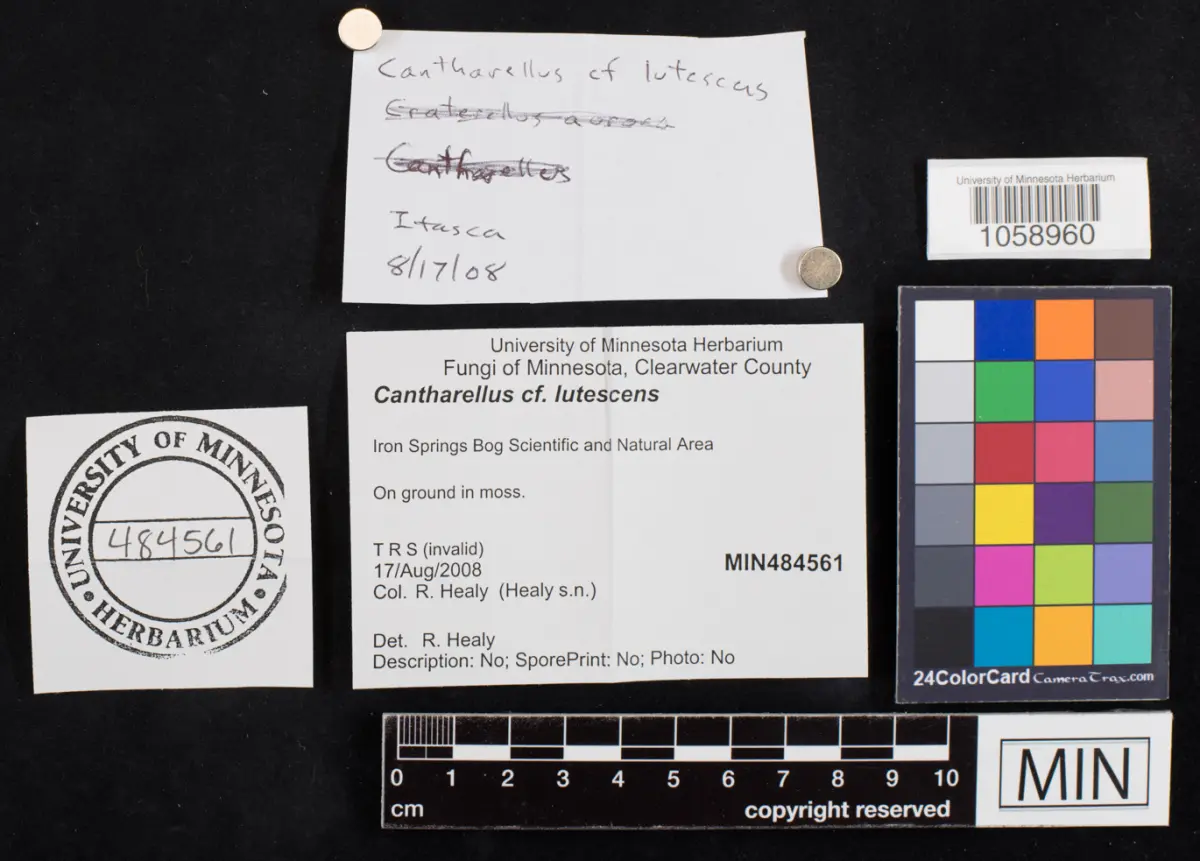 Cantharellus cf lutescens
Craterellus aurora
Cantharellus
Itasca
8/17/08
University of Minnesota Herbarium
1058960
University of Minnesota Herbarium
Fungi of Minnesota, Clearwater County
Cantharellus cf. lutescens
Iron Springs Bog Scientific and Natural Area
On ground in moss.
T R S (invalid)
17/Aug/2008
MIN484561
Col. R. Healy (Healy s.n.)
Det. R. Healy
Description: No; SporePrint: No; Photo: No
UNIVERSITY OF MINNESOTA
484561
• HERBARIUM •
24ColorCard CameraTrax.com
0 1 2 3 4 5 6 7 8 9 10
cm copyright reserved
MIN